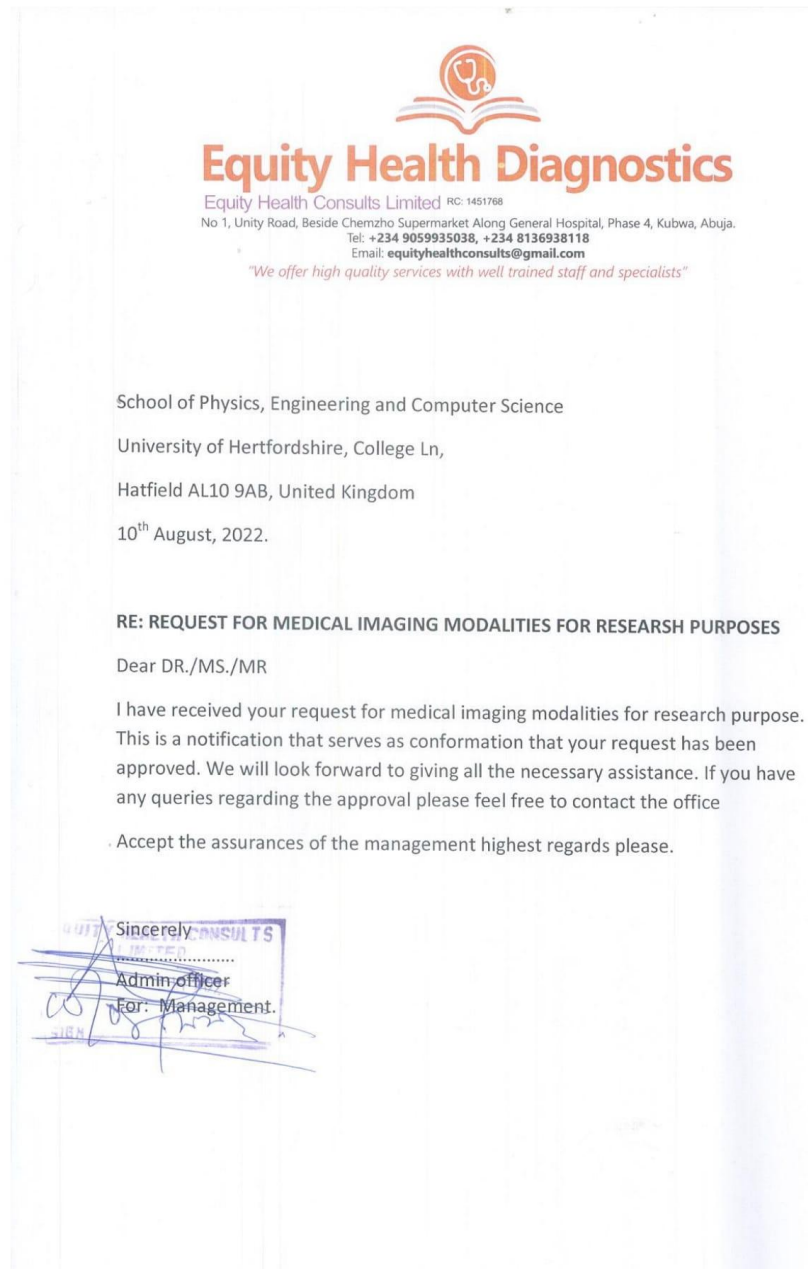 Equity Health Diagnostics
Equity Health Consults Limited RC: 1451768
No 1, Unity Road, Beside Chemzho Supermarket Along General Hospital, Phase 4, Kubwa, Abuja.
Tel: +234 9059935038, +234 8136938118
Email: equityhealthconsults@gmail.com
"We offer high quality services with well trained staff and specialists"
School of Physics, Engineering and Computer Science
University of Hertfordshire, College Ln,
Hatfield AL10 9AB, United Kingdom
10th August, 2022.
RE: REQUEST FOR MEDICAL IMAGING MODALITIES FOR RESEARSH PURPOSES
Dear DR./MS./MR
I have received your request for medical imaging modalities for research purpose.
This is a notification that serves as conformation that your request has been
approved. We will look forward to giving all the necessary assistance. If you have
any queries regarding the approval please feel free to contact the office
Accept the assurances of the management highest regards please.
Sincerely
CONSULTS
LIMITED
........................
Admin officer
For: Management.
SIGN